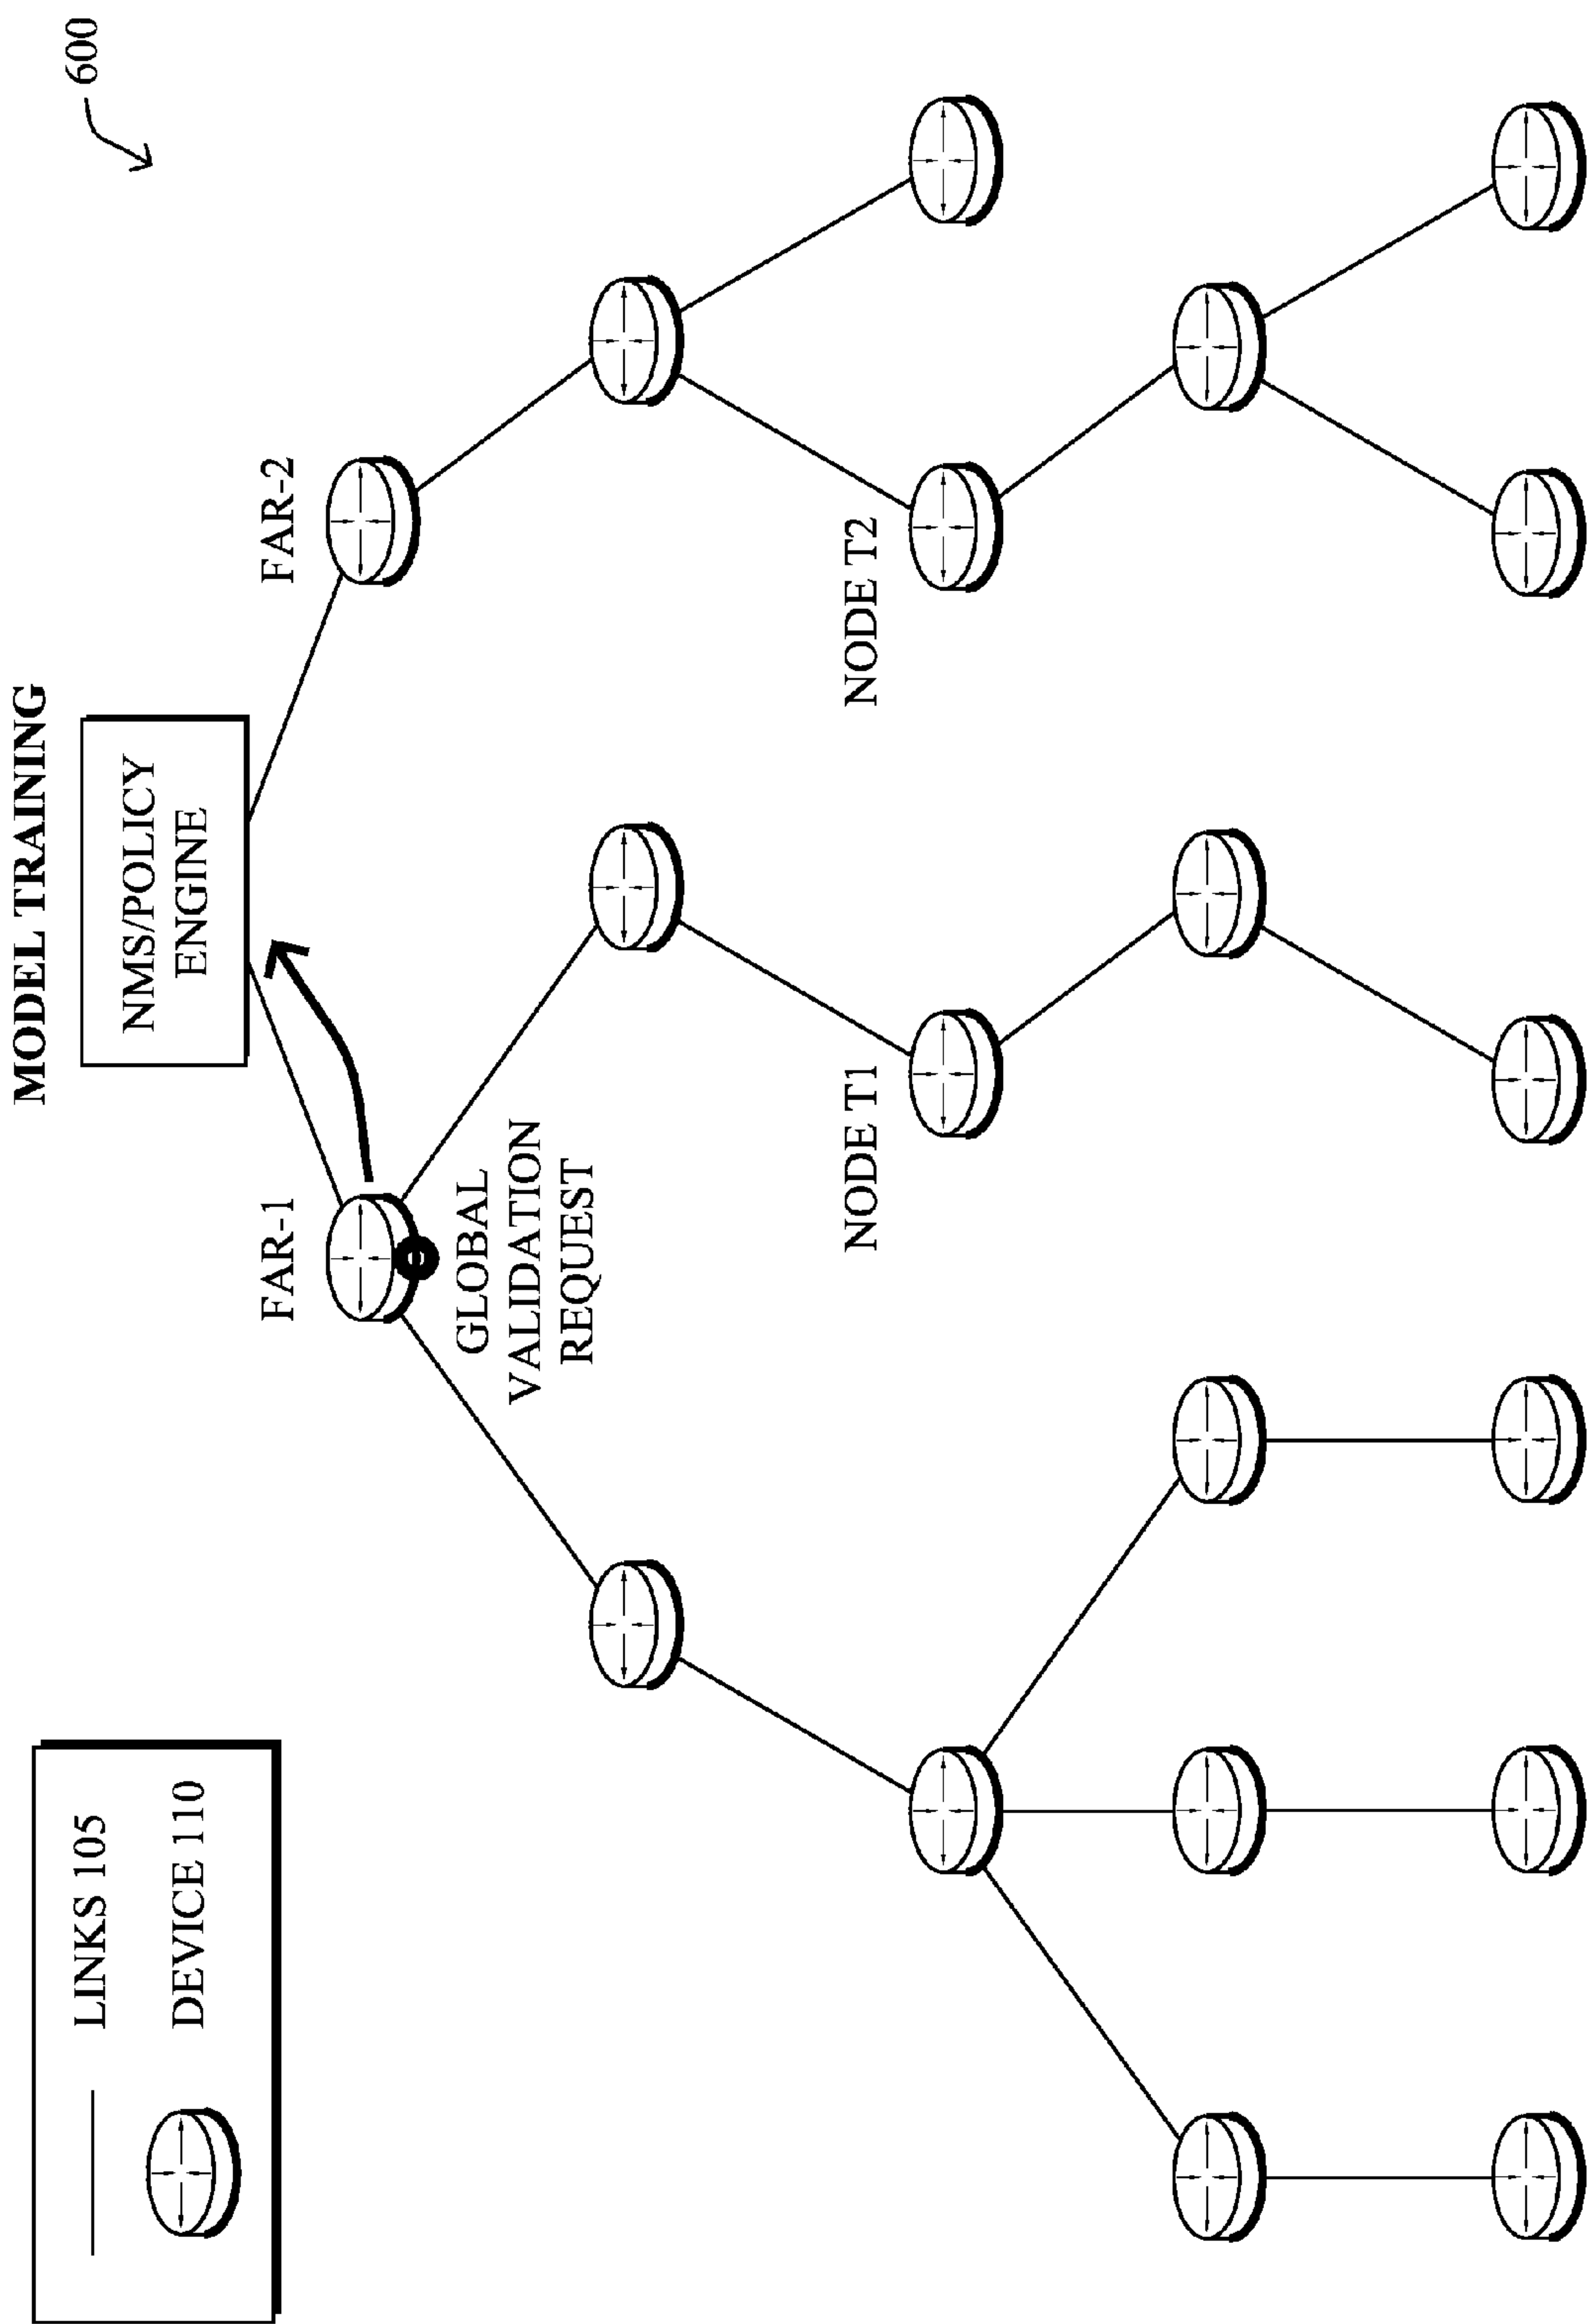 600
MODEL TRAINING
NMS/POLICY
ENGINE
LINKS 105
DEVICE 110
FAR-1
FAR-2
GLOBAL
VALIDATION
REQUEST
NODE T1
NODE T2